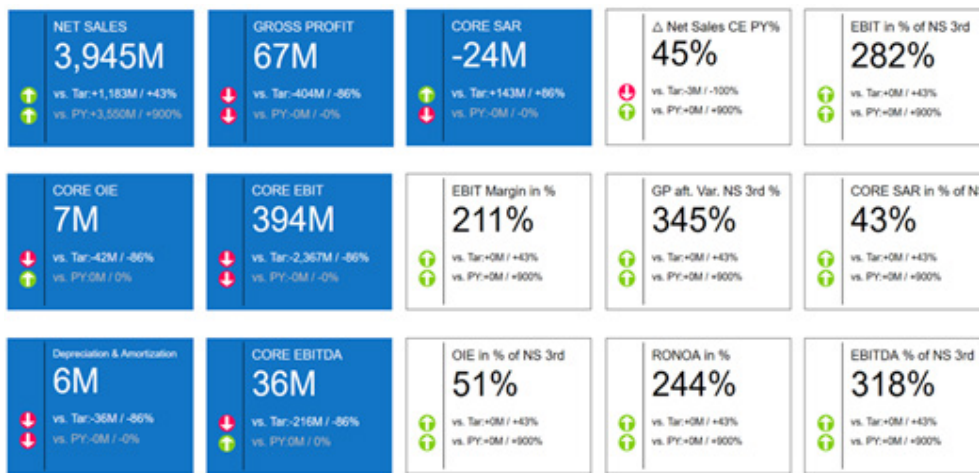 NET SALES
3,945M
vs. Tar:+1,183M / +43%
vs. PY:+3,550M / +900%
GROSS PROFIT
67M
vs. Tar:-404M / -86%
vs. PY:-0M / -0%
CORE SAR
-24M
vs. Tar:+143M / +86%
vs. PY:-0M / -0%
△ Net Sales CE PY%
45%
vs. Tar:-3M / -100%
vs. PY:+0M / +900%
EBIT in % of NS 3rd
282%
vs. Tar:+0M / +43%
vs. PY:+0M / +900%
CORE OIE
7M
vs. Tar:-42M / -86%
vs. PY:0M / 0%
CORE EBIT
394M
vs. Tar:-2,367M / -86%
vs. PY:-0M / -0%
EBIT Margin in %
211%
vs. Tar:+0M / +43%
vs. PY:+0M / +900%
GP aft. Var. NS 3rd %
345%
vs. Tar:+0M / +43%
vs. PY:+0M / +900%
CORE SAR in % of NS
43%
vs. Tar:+0M / +43%
vs. PY:+0M / +900%
Depreciation & Amortization
6M
vs. Tar:-36M / -86%
vs. PY:-0M / -0%
CORE EBITDA
36M
vs. Tar:-216M / -86%
vs. PY:0M / 0%
OIE in % of NS 3rd
51%
vs. Tar:+0M / +43%
vs. PY:+0M / +900%
RONOA in %
244%
vs. Tar:+0M / +43%
vs. PY:+0M / +900%
EBITDA % of NS 3rd
318%
vs. Tar:+0M / +43%
vs. PY:+0M / +900%